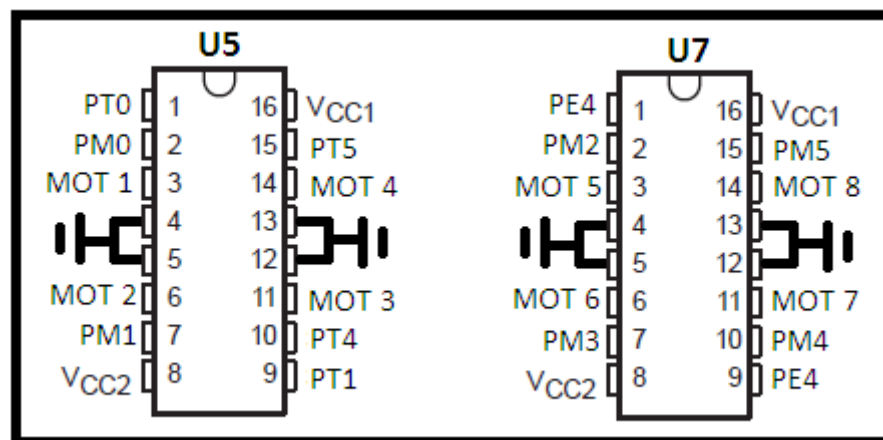 U5 U7
PT0 1 16 VCC1 PE4 1 16 VCC1
PM0 2 15 PT5 PM2 2 15 PM5
MOT 1 3 14 MOT 4 MOT 5 3 14 MOT 8
4 13 4 13
5 12 5 12
MOT 2 6 11 MOT 3 MOT 6 6 11 MOT 7
PM1 7 10 PT4 PM3 7 10 PM4
VCC2 8 9 PT1 VCC2 8 9 PE4